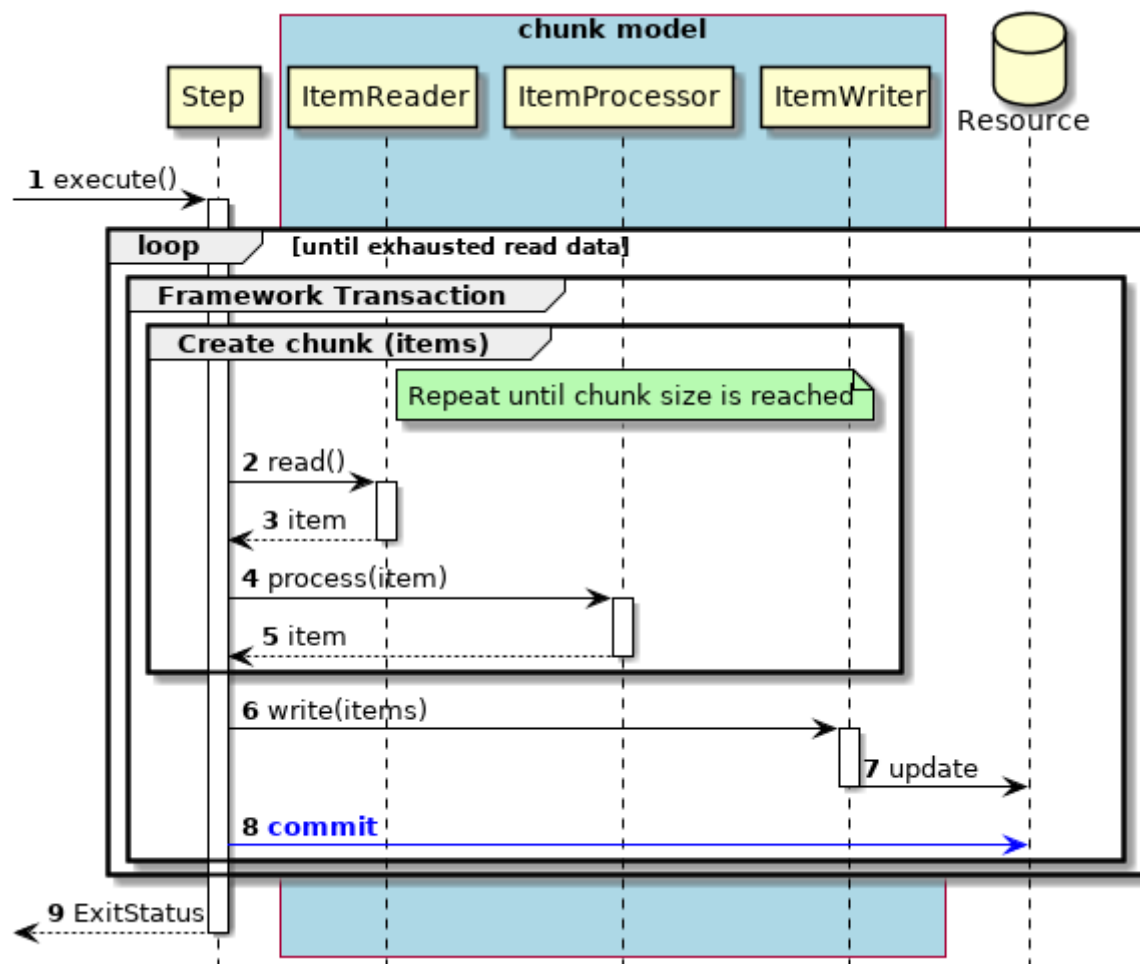 chunk model
Step
ItemReader
ItemProcessor
ItemWriter
Resource
1 execute()
loop [until exhausted read data]
Framework Transaction
Create chunk (items)
Repeat until chunk size is reached
2 read()
3 item
4 process(item)
5 item
6 write(items)
7 update
8 commit
9 ExitStatus